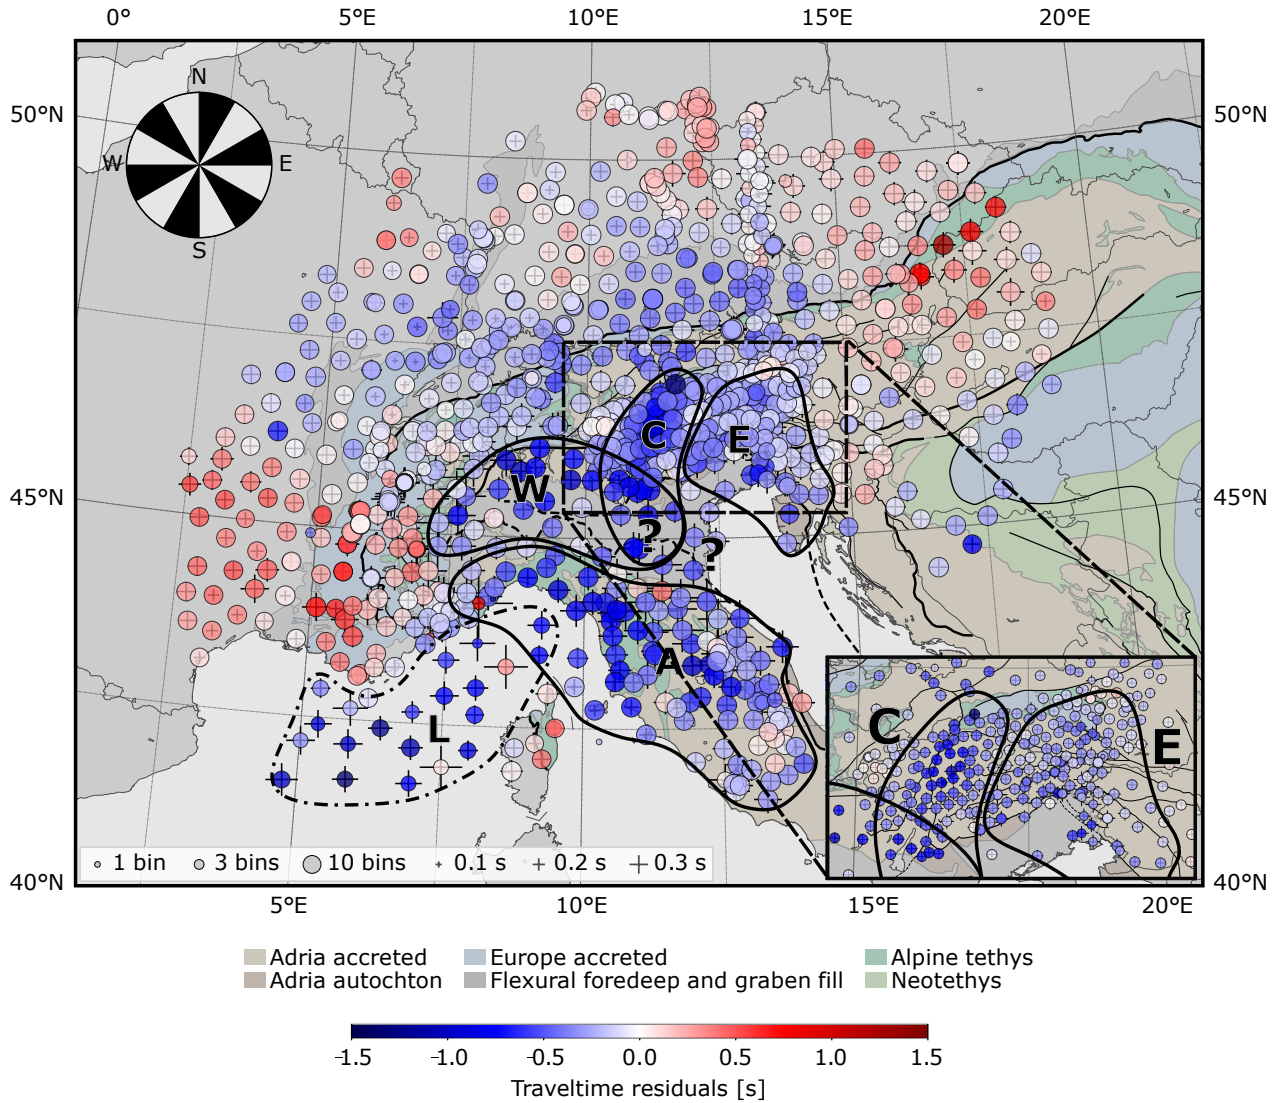 0° 5°E 10°E 15°E 20°E
N
50°N 50°N
W E
S
C
E
W
45°N 45°N
?
?
A
L
C
E
1 bin 3 bins 10 bins 0.1 s 0.2 s 0.3 s
40°N 40°N
5°E 10°E 15°E 20°E
Adria accreted Europe accreted Alpine tethys
Adria autochton Flexural foredeep and graben fill Neotethys
-1.5 -1.0 -0.5 0.0 0.5 1.0 1.5
Traveltime residuals [s]